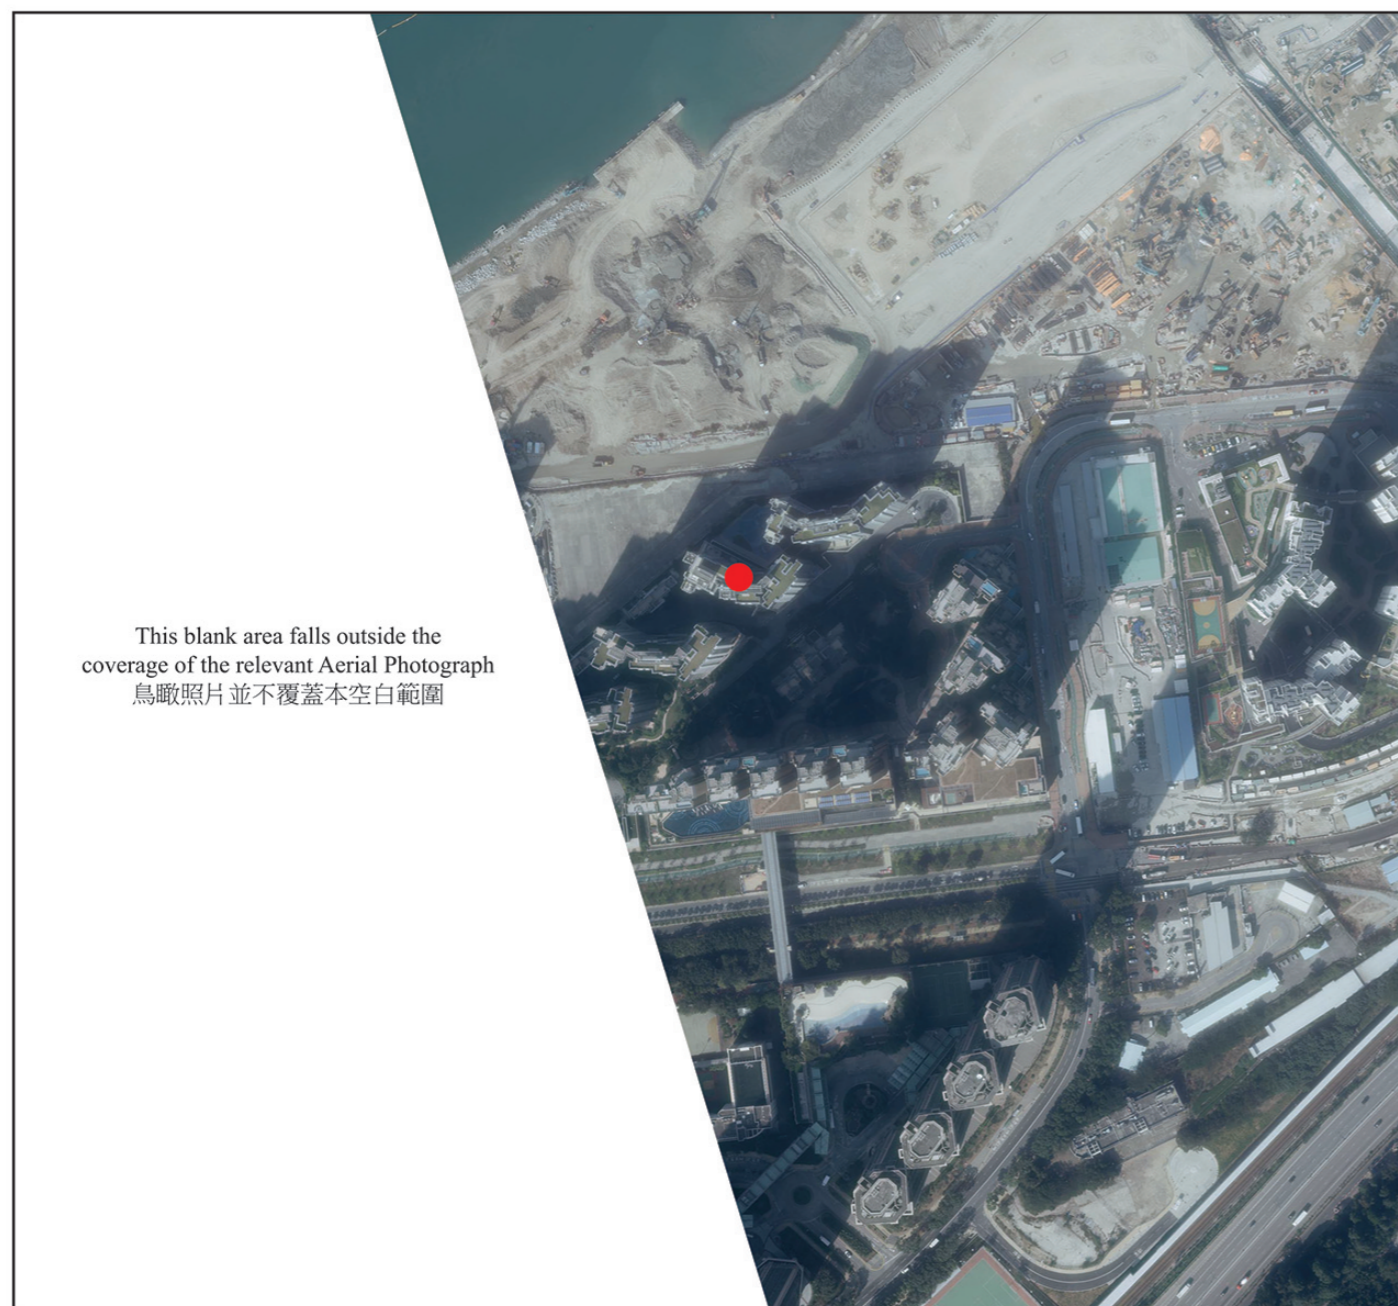 This blank area falls outside the
coverage of the relevant Aerial Photograph
鳥瞰照片並不覆蓋本空白範圍